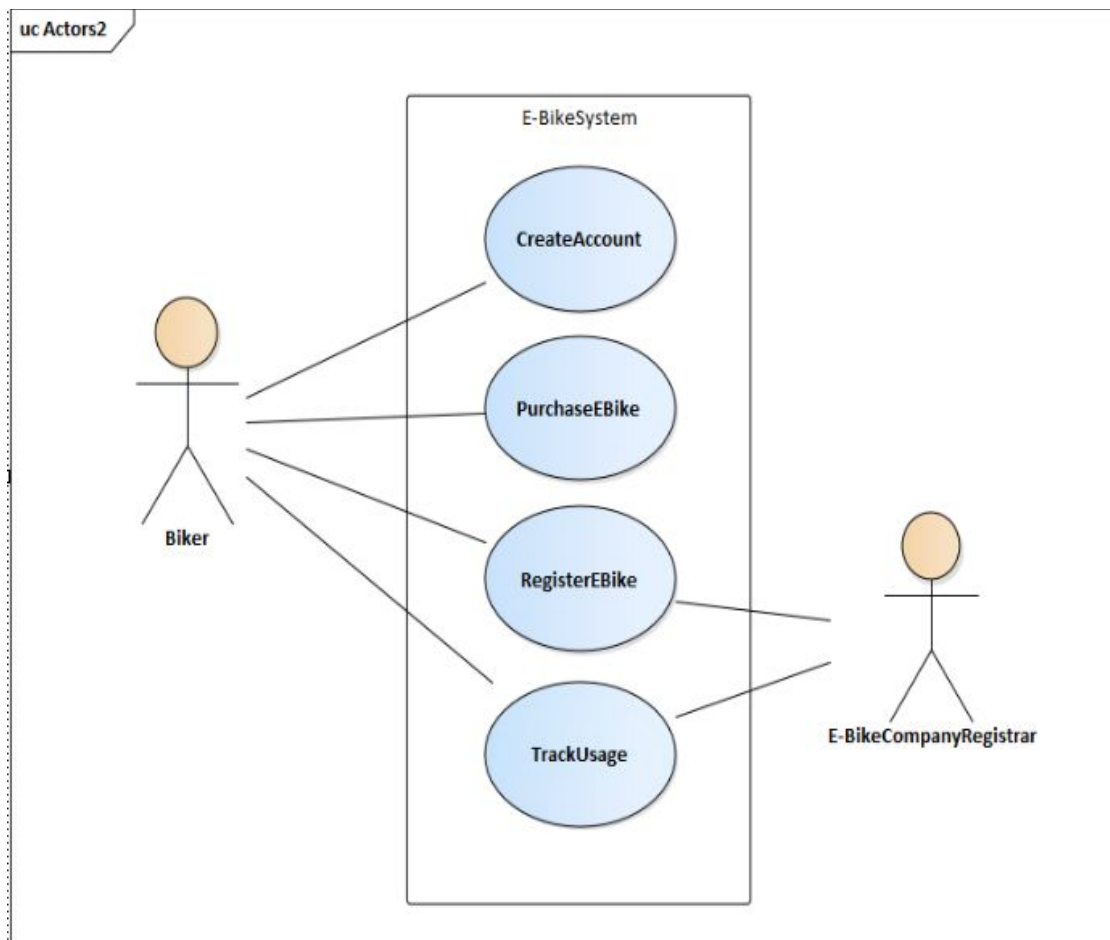 uc Actors2
E-BikeSystem
CreateAccount
PurchaseEBike
Biker
RegisterEBike
TrackUsage
E-BikeCompanyRegistrar